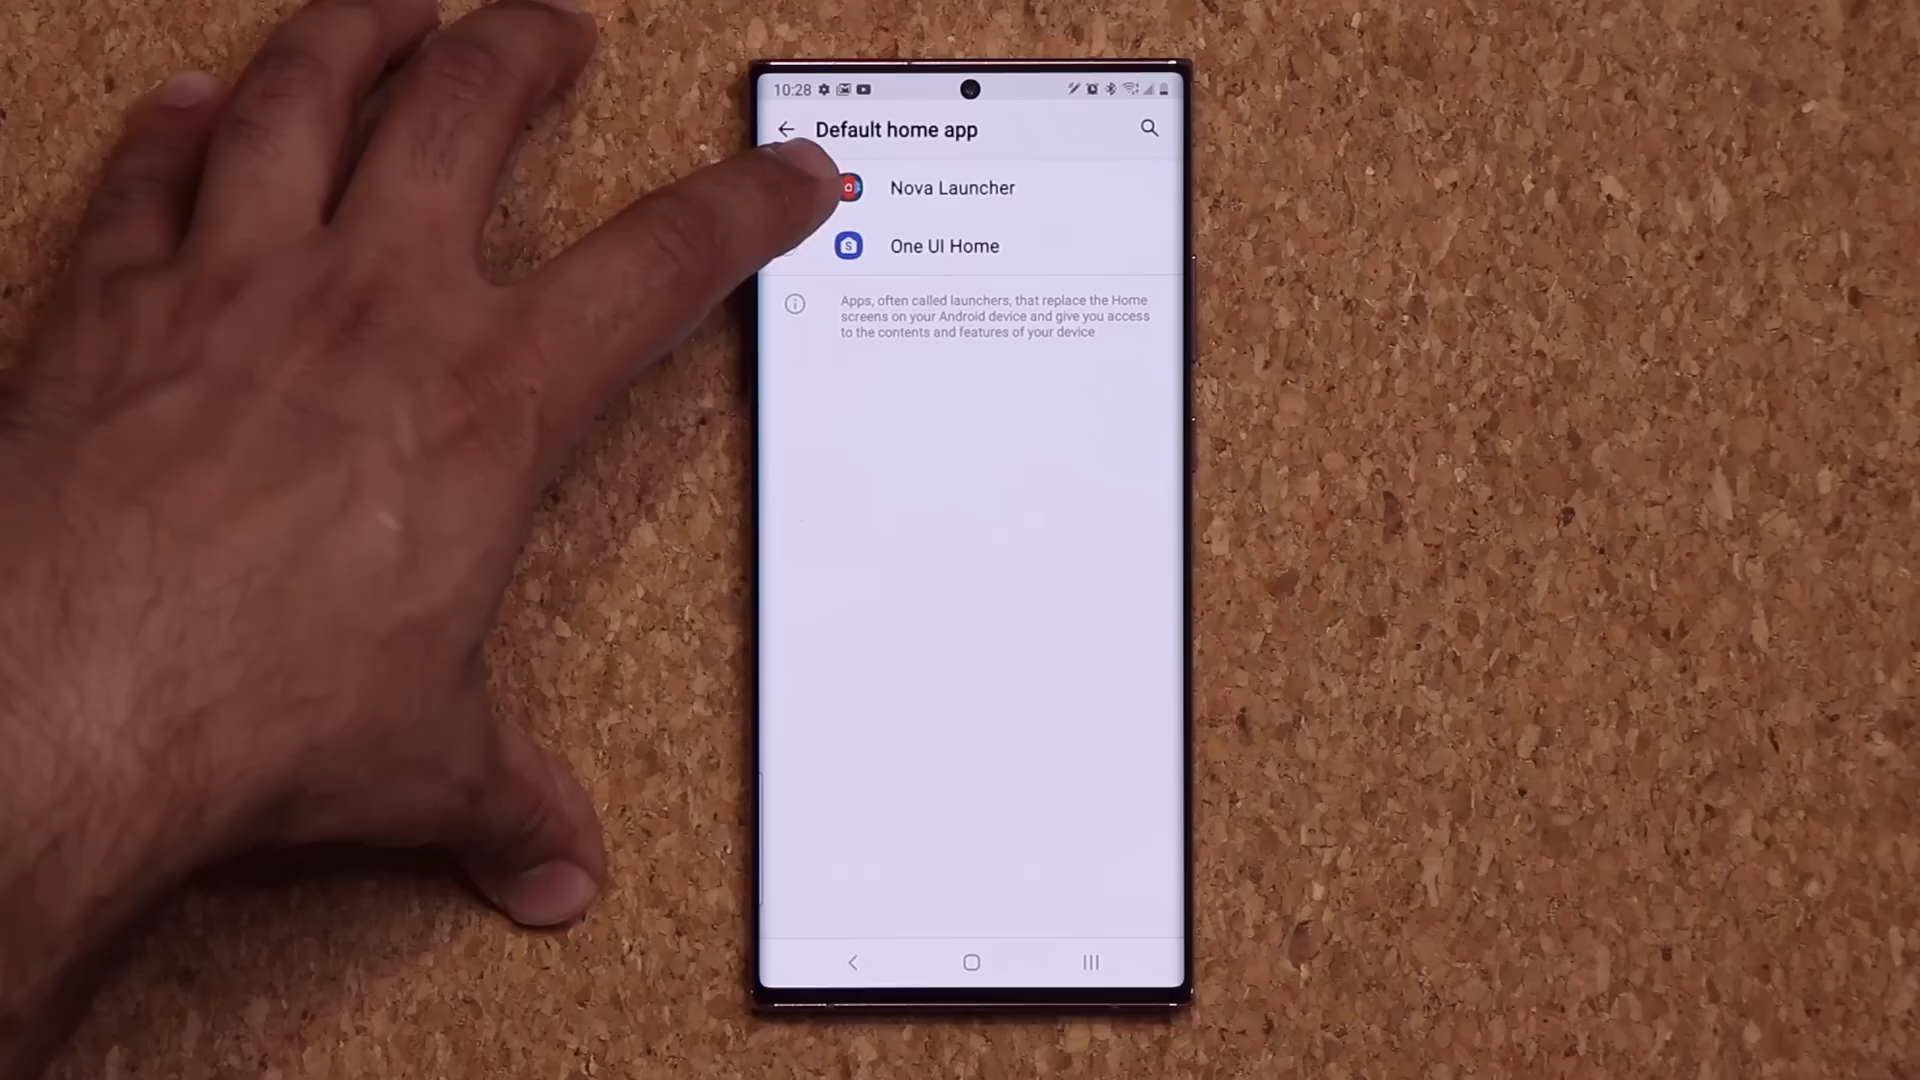 10:28
Default home app
Nova Launcher
S
One UI Home
Apps, often called launchers, that replace the Home
screens on your Android device and give you access
to the contents and features of your device